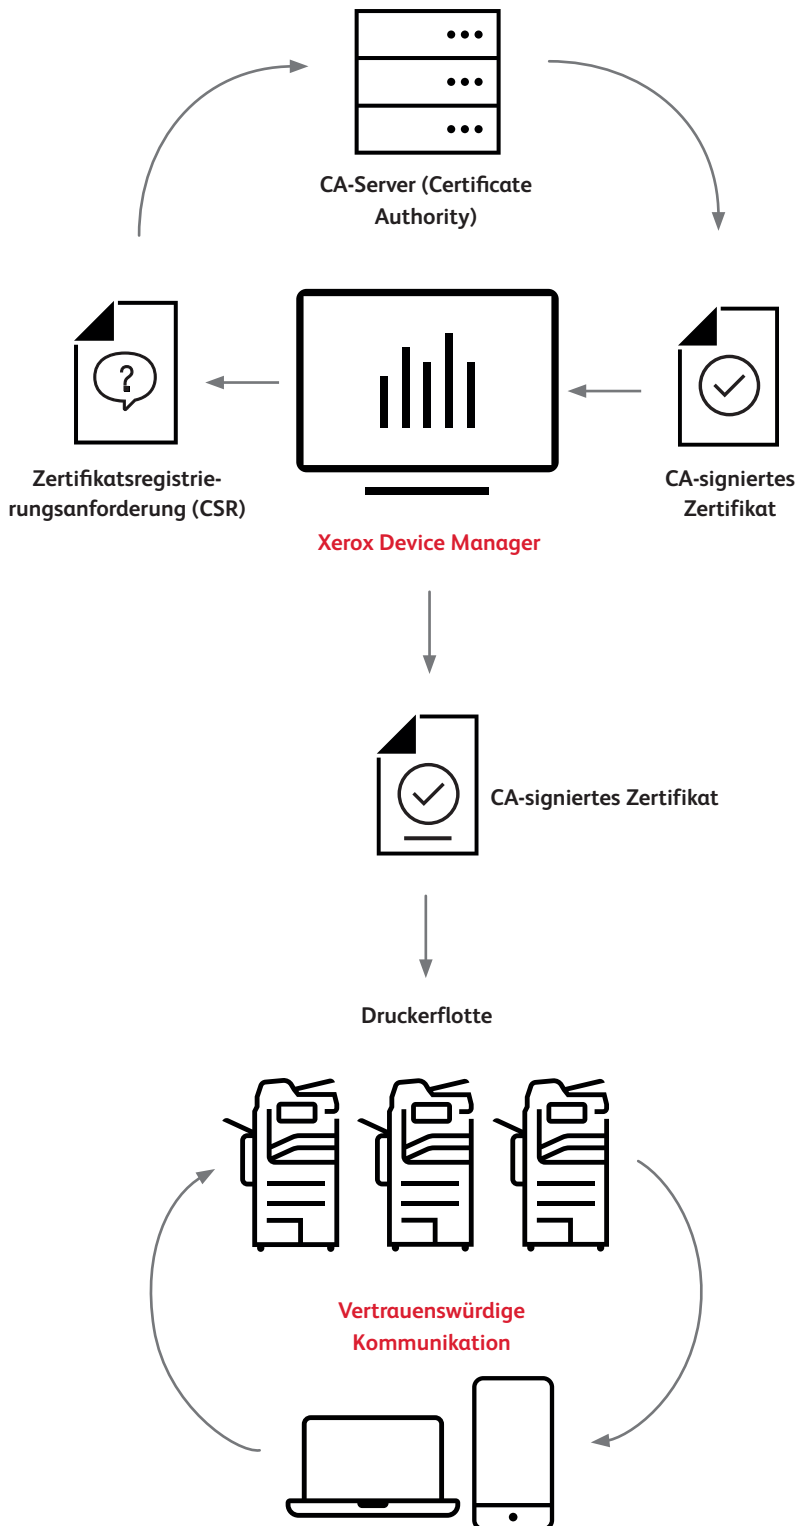 CA-Server (Certificate
Authority)
?
Zertifikatsregistrie-
rungsanforderung (CSR)
Xerox Device Manager
CA-signiertes
Zertifikat
CA-signiertes Zertifikat
Druckerflotte
Vertrauenswürdige
Kommunikation